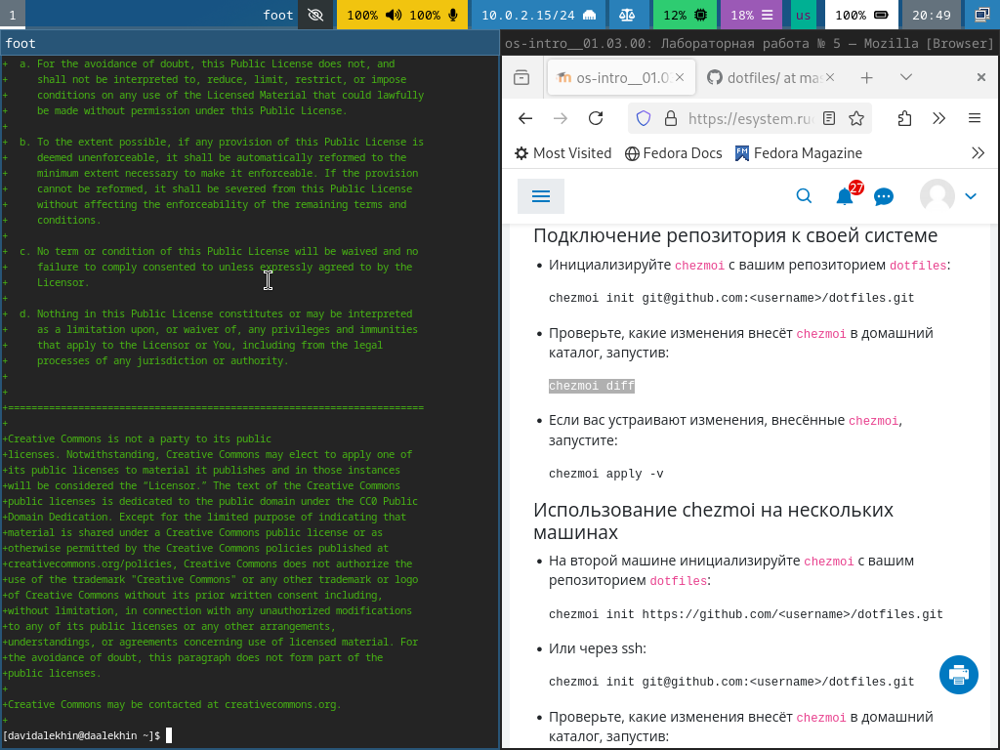 1
foot
100%
100%
10.0.2.15/24
12%
18%
us
100%
20:49
foot
+  a. For the avoidance of doubt, this Public License does not, and
+     shall not be interpreted to, reduce, limit, restrict, or impose
+     conditions on any use of the Licensed Material that could lawfully
+     be made without permission under this Public License.
+
+  b. To the extent possible, if any provision of this Public License is
+     deemed unenforceable, it shall be automatically reformed to the
+     minimum extent necessary to make it enforceable. If the provision
+     cannot be reformed, it shall be severed from this Public License
+     without affecting the enforceability of the remaining terms and
+     conditions.
+
+  c. No term or condition of this Public License will be waived and no
+     failure to comply consented to unless expressly agreed to by the
+     Licensor.
+
+  d. Nothing in this Public License constitutes or may be interpreted
+     as a limitation upon, or waiver of, any privileges and immunities
+     that apply to the Licensor or You, including from the legal
+     processes of any jurisdiction or authority.
+
+
+=======================================================================
+
+Creative Commons is not a party to its public
+licenses. Notwithstanding, Creative Commons may elect to apply one of
+its public licenses to material it publishes and in those instances
+will be considered the “Licensor.” The text of the Creative Commons
+public licenses is dedicated to the public domain under the CC0 Public
+Domain Dedication. Except for the limited purpose of indicating that
+material is shared under a Creative Commons public license or as
+otherwise permitted by the Creative Commons policies published at
+creativecommons.org/policies, Creative Commons does not authorize the
+use of the trademark "Creative Commons" or any other trademark or logo
+of Creative Commons without its prior written consent including,
+without limitation, in connection with any unauthorized modifications
+to any of its public licenses or any other arrangements,
+understandings, or agreements concerning use of licensed material. For
+the avoidance of doubt, this paragraph does not form part of the
+public licenses.
+
+Creative Commons may be contacted at creativecommons.org.
+
[davidalekhin@daalekhin ~]$
os-intro__01.03.00: Лабораторная работа № 5 — Mozilla [Browser]
os-intro__01.0
dotfiles/ at mas
https://esystem.ru
Most Visited
Fedora Docs
FM Fedora Magazine
27
Подключение репозитория к своей системе
• Инициализируйте chezmoi с вашим репозиторием dotfiles:
chezmoi init git@github.com:<username>/dotfiles.git
• Проверьте, какие изменения внесёт chezmoi в домашний
каталог, запустив:
chezmoi diff
• Если вас устраивают изменения, внесённые chezmoi,
запустите:
chezmoi apply -v
Использование chezmoi на нескольких
машинах
• На второй машине инициализируйте chezmoi с вашим
репозиторием dotfiles:
chezmoi init https://github.com/<username>/dotfiles.git
• Или через ssh:
chezmoi init git@github.com:<username>/dotfiles.git
• Проверьте, какие изменения внесёт chezmoi в домашний
каталог, запустив: